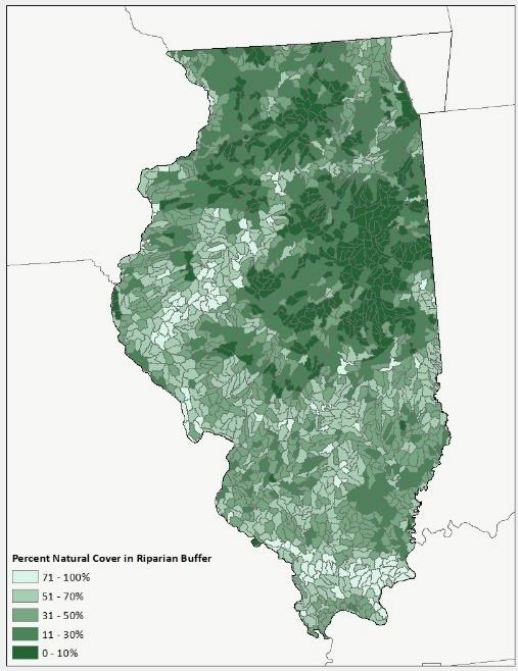 Percent Natural Cover in Riparian Buffer
71 - 100%
51 - 70%
31 - 50%
11 - 30%
0 - 10%